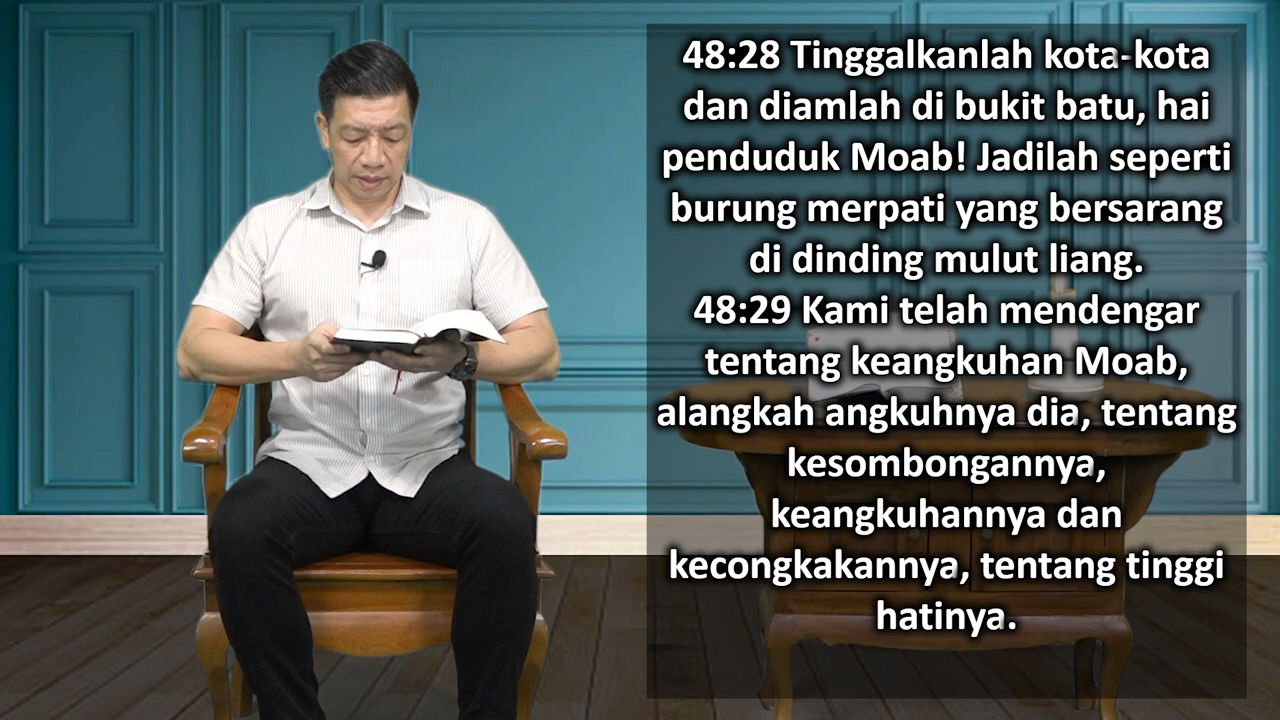 48:28 Tinggalkanlah kota-kota
dan diamlah di bukit batu, hai
penduduk Moab! Jadilah seperti
burung merpati yang bersarang
di dinding mulut liang.
48:29 Kami telah mendengar
tentang keangkuhan Moab,
alangkah angkuhnya dia, tentang
kesombongannya,
keangkuhannya dan
kecongkakannya, tentang tinggi
hatinya.